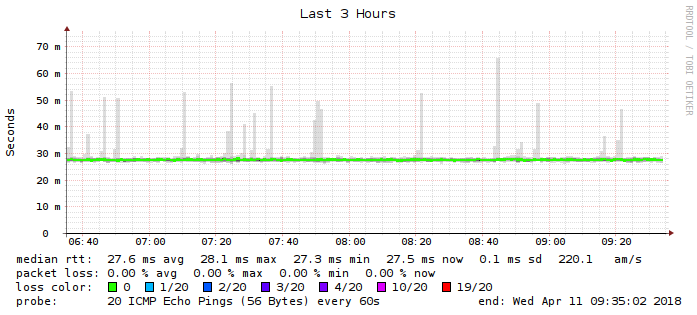 Last 3 Hours
RRDTOOL / TOBI OETIKER
Seconds
70 m
60 m
50 m
40 m
30 m
20 m
10 m
0
06:40 07:00 07:20 07:40 08:00 08:20 08:40 09:00 09:20
median rtt: 27.6 ms avg 28.1 ms max 27.3 ms min 27.5 ms now 0.1 ms sd 220.1 am/s
packet loss: 0.00 % avg 0.00 % max 0.00 % min 0.00 % now
loss color: 0 1/20 2/20 3/20 4/20 10/20 19/20
probe: 20 ICMP Echo Pings (56 Bytes) every 60s end: Wed Apr 11 09:35:02 2018